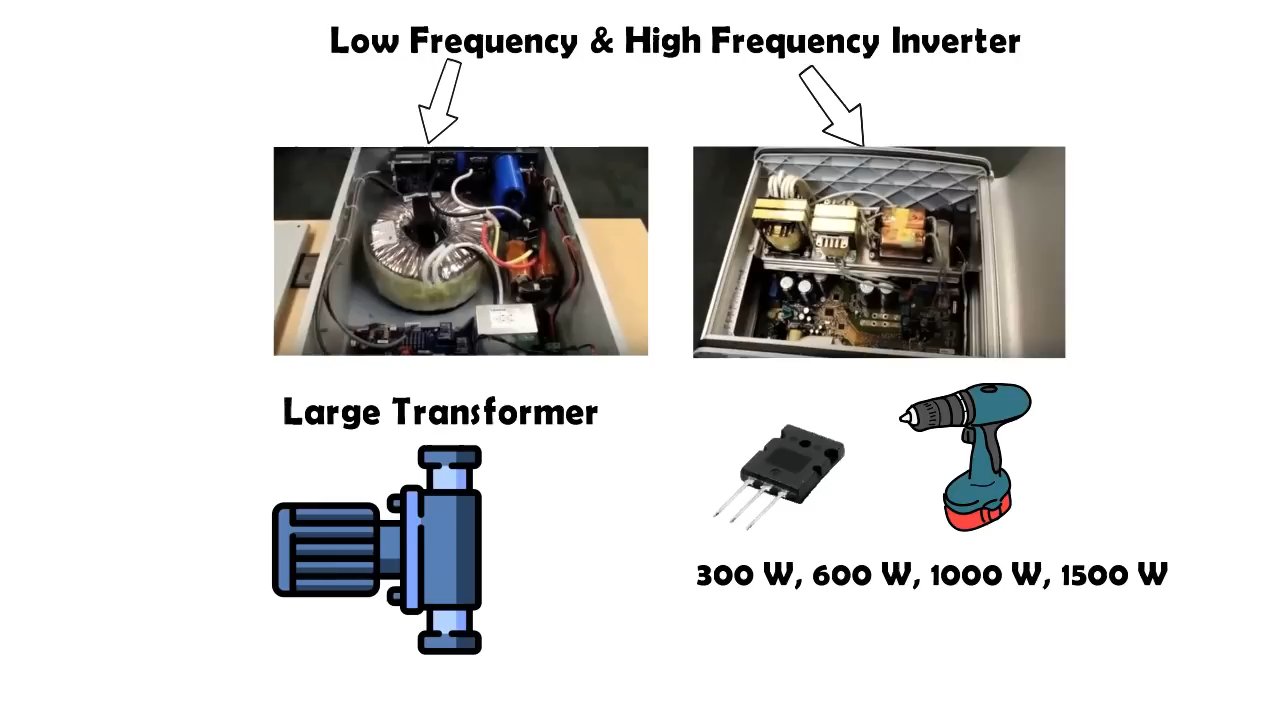 Low Frequency & High Frequency Inverter
Large Transformer
300 W, 600 W, 1000 W, 1500 W